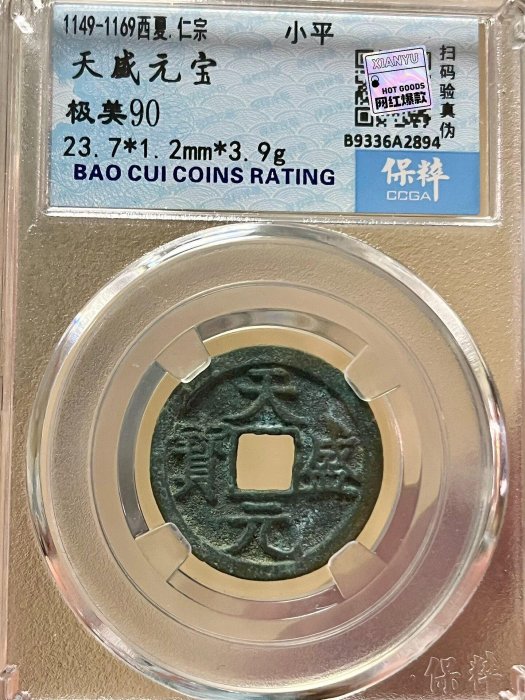 1149-1169西夏.仁宗
小平
天盛元宝
极美90
23.7*1.2mm*3.9g
BAO CUI COINS RATING
XIANYU
HOT GOODS
网红爆款
扫码验真伪
B9336A2894
保粹
CCGA
天盛元寳
保粹